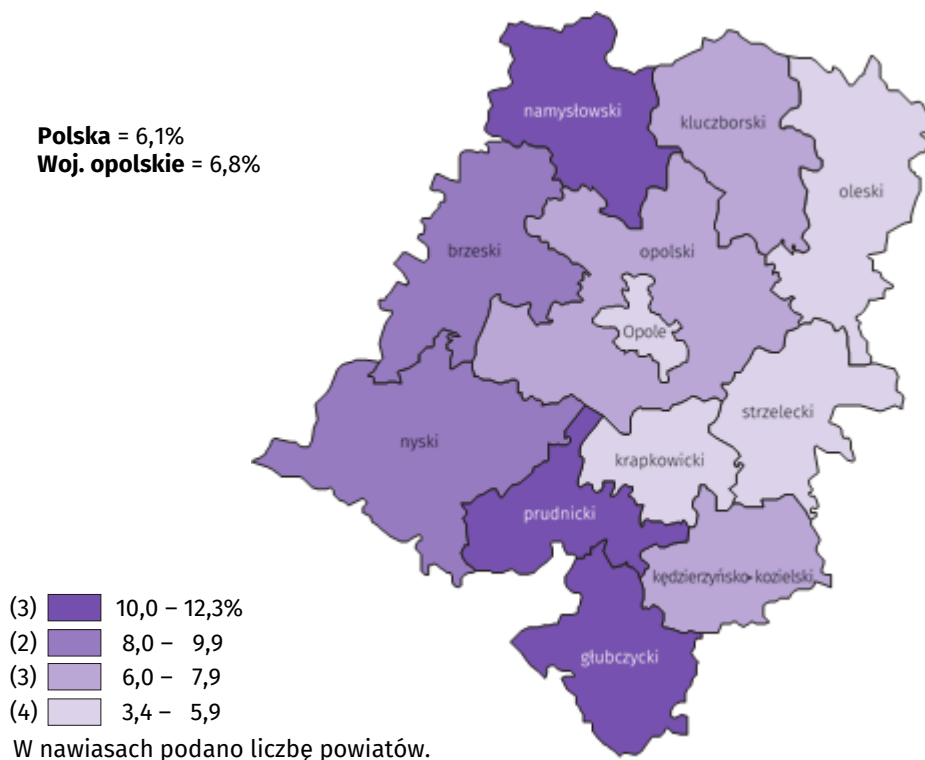 Polska = 6,1%
Woj. opolskie = 6,8%
namysłowski
kluczborski
oleski
brzeski
opolski
Opole
strzelecki
nyski
krapkowicki
prudnicki
kędzierzyńsko-kozielski
głubczycki
(3) 10,0 – 12,3%
(2) 8,0 – 9,9
(3) 6,0 – 7,9
(4) 3,4 – 5,9
W nawiasach podano liczbę powiatów.